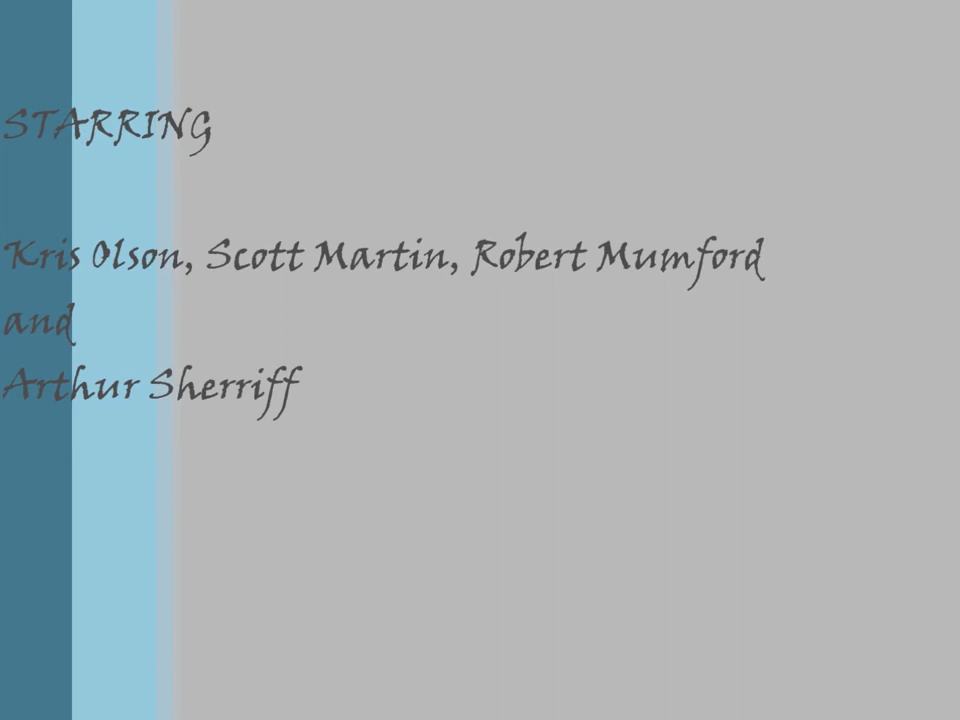 STARRING
Kris Olson, Scott Martin, Robert Mumford
and
Arthur Sherriff